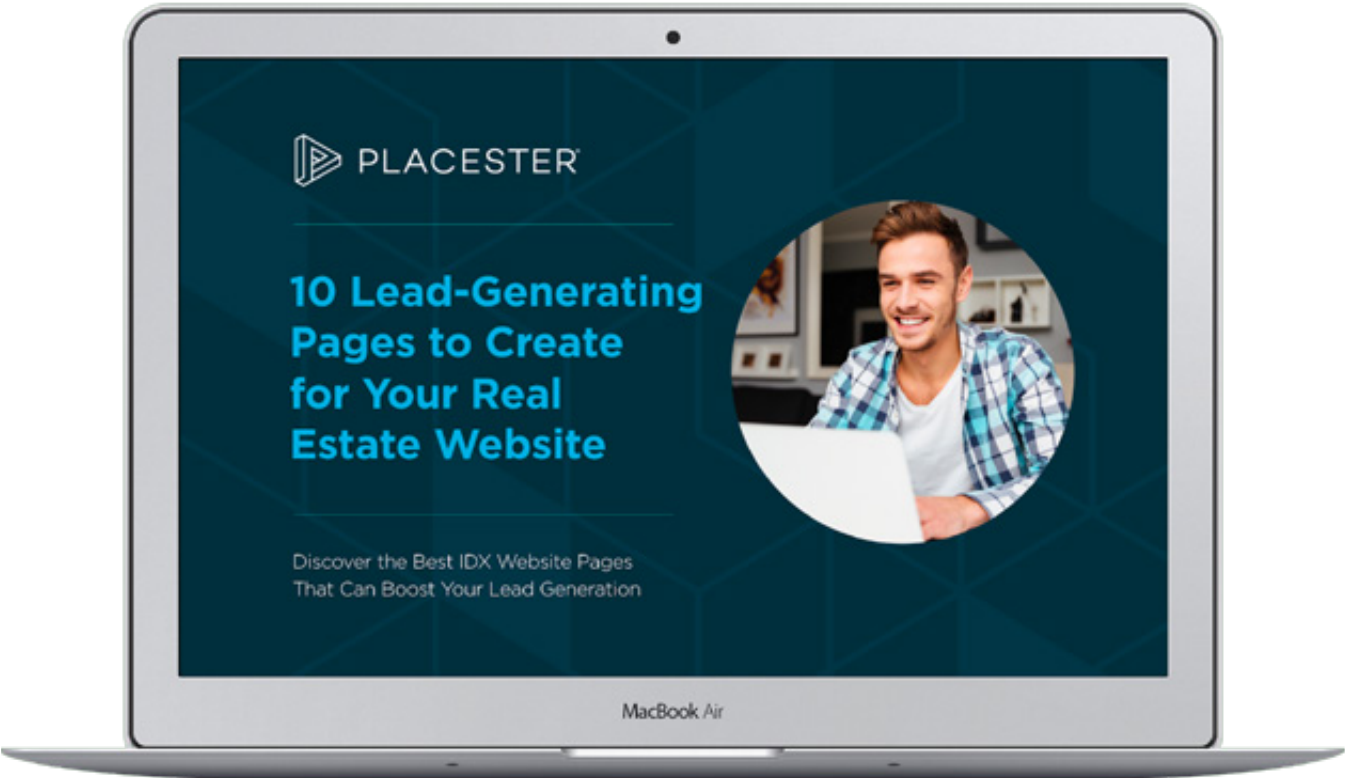 PLACESTER®
10 Lead-Generating
Pages to Create
for Your Real
Estate Website
Discover the Best IDX Website Pages
That Can Boost Your Lead Generation
MacBook Air